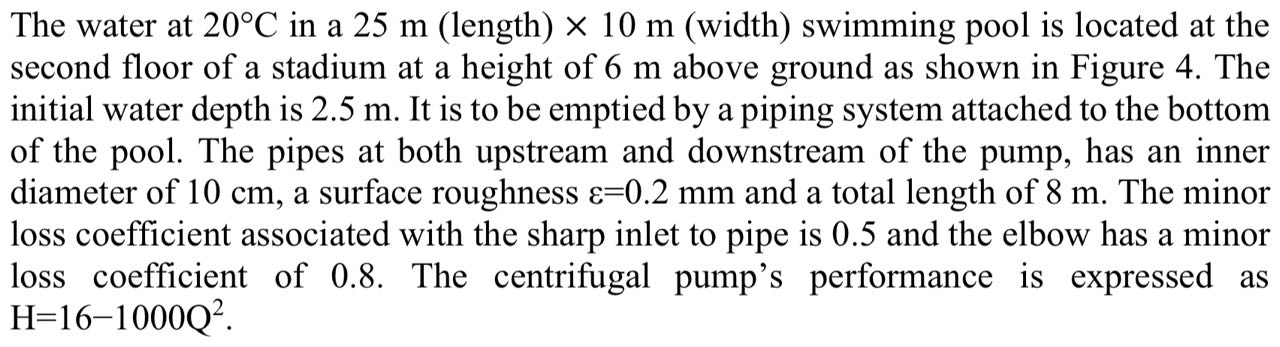 The water at 20°C in a 25 m (length) × 10 m (width) swimming pool is located at the
second floor of a stadium at a height of 6 m above ground as shown in Figure 4. The
initial water depth is 2.5 m. It is to be emptied by a piping system attached to the bottom
of the pool. The pipes at both upstream and downstream of the pump, has an inner
diameter of 10 cm, a surface roughness ε=0.2 mm and a total length of 8 m. The minor
loss coefficient associated with the sharp inlet to pipe is 0.5 and the elbow has a minor
loss coefficient of 0.8. The centrifugal pump’s performance is expressed as
H=16−1000Q².